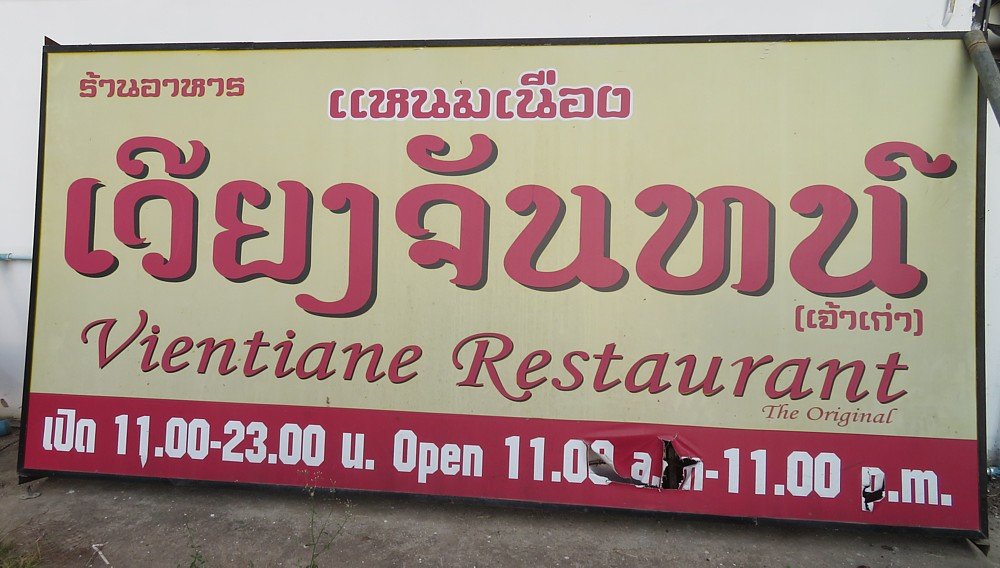 ร้านอาหาร
แหนมเนือง
เวียงจันทน์
(เจ้าเก่า)
Vientiane Restaurant
The Original
เปิด 11.00-23.00 น. Open 11.00 a.m-11.00 p.m.